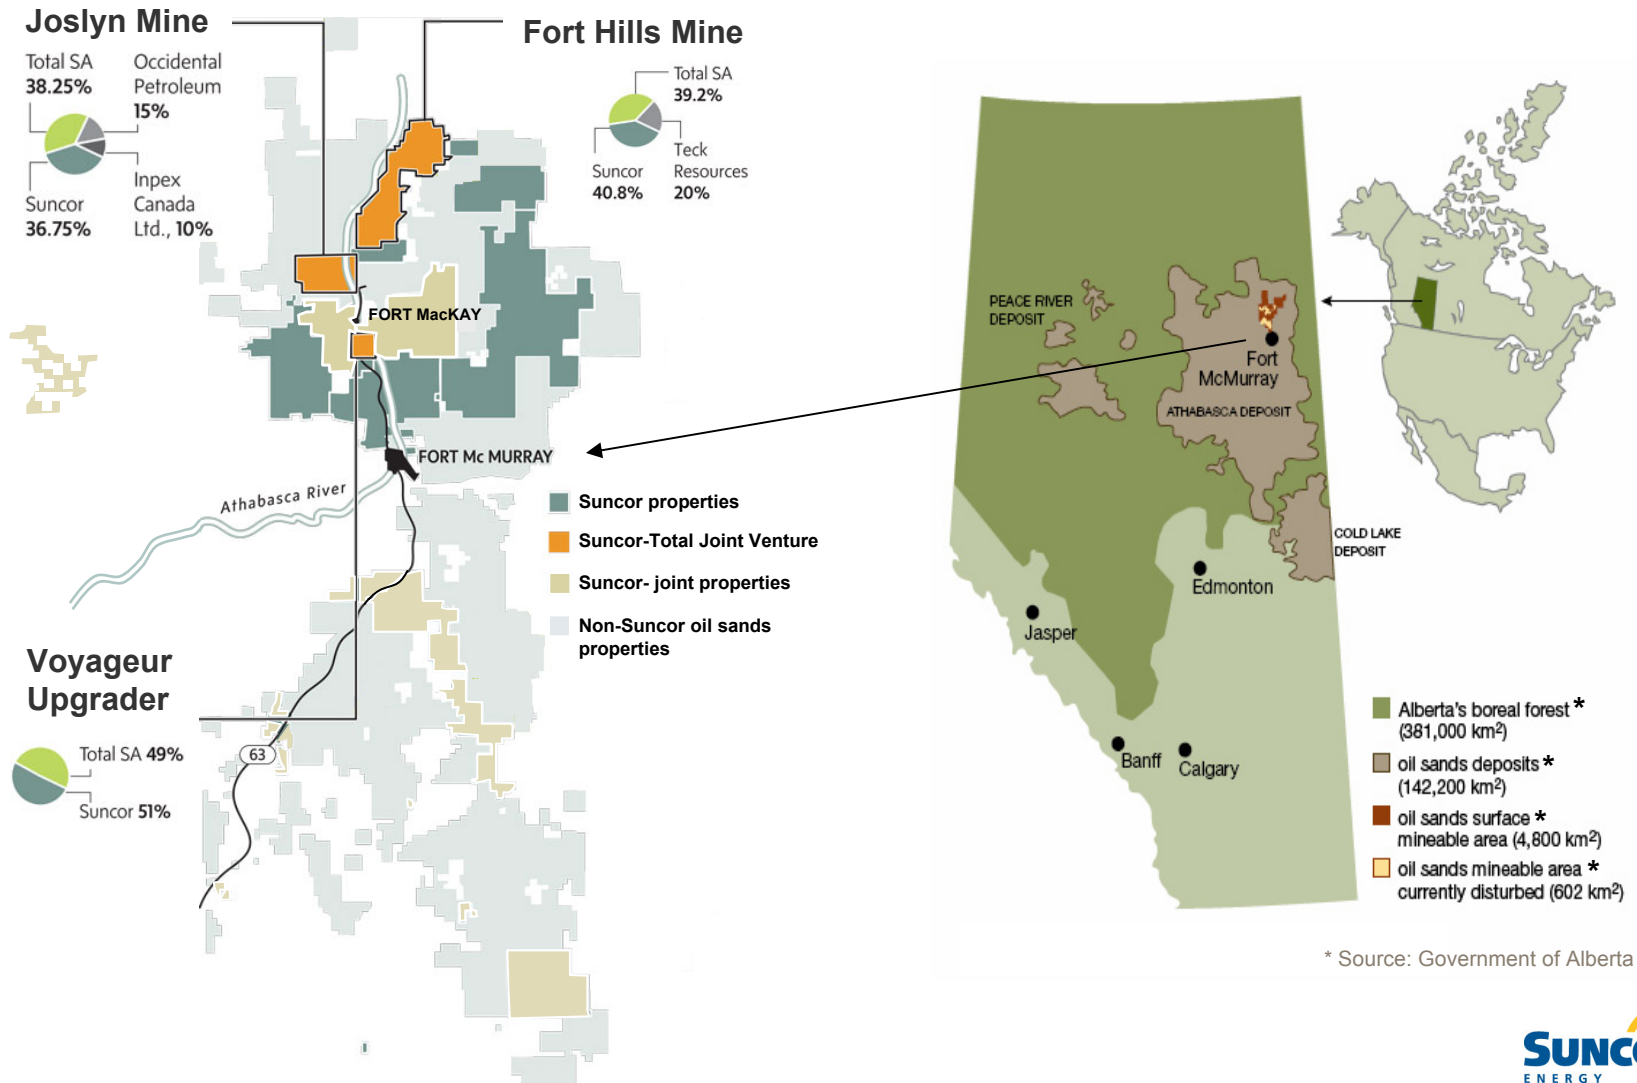 Joslyn Mine
Total SA
38.25%
Occidental
Petroleum
15%
Suncor
36.75%
Inpex
Canada
Ltd., 10%
Fort Hills Mine
Total SA
39.2%
Suncor
40.8%
Teck
Resources
20%
FORT MacKAY
FORT Mc MURRAY
Athabasca River
Suncor properties
Suncor-Total Joint Venture
Suncor- joint properties
Non-Suncor oil sands
properties
Voyageur
Upgrader
Total SA 49%
Suncor 51%
63
PEACE RIVER
DEPOSIT
Fort
McMurray
ATHABASCA DEPOSIT
COLD LAKE
DEPOSIT
Edmonton
Jasper
Banff
Calgary
Alberta's boreal forest *
(381,000 km²)
oil sands deposits *
(142,200 km²)
oil sands surface *
mineable area (4,800 km²)
oil sands mineable area *
currently disturbed (602 km²)
* Source: Government of Alberta
ENERGY